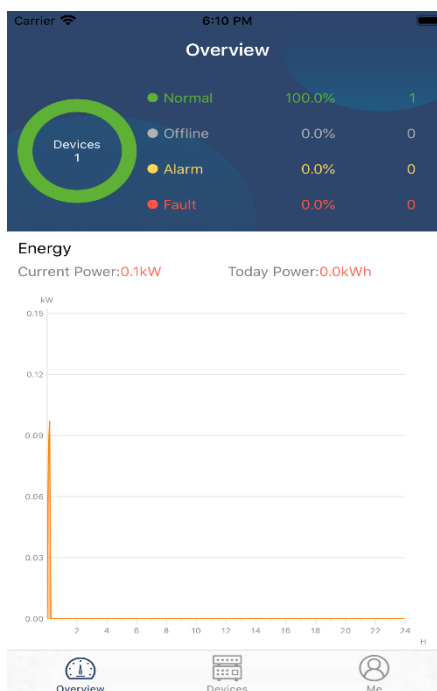 Carrier 6:10 PM
Overview
Normal 100.0% 1
Offline 0.0% 0
Devices
1
Alarm 0.0% 0
Fault 0.0% 0
Energy
Current Power:0.1kW Today Power:0.0kWh
kW
0.15
0.12
0.09
0.06
0.03
0.00
2 4 6 8 10 12 14 16 18 20 22 24
H
Overview Devices Me